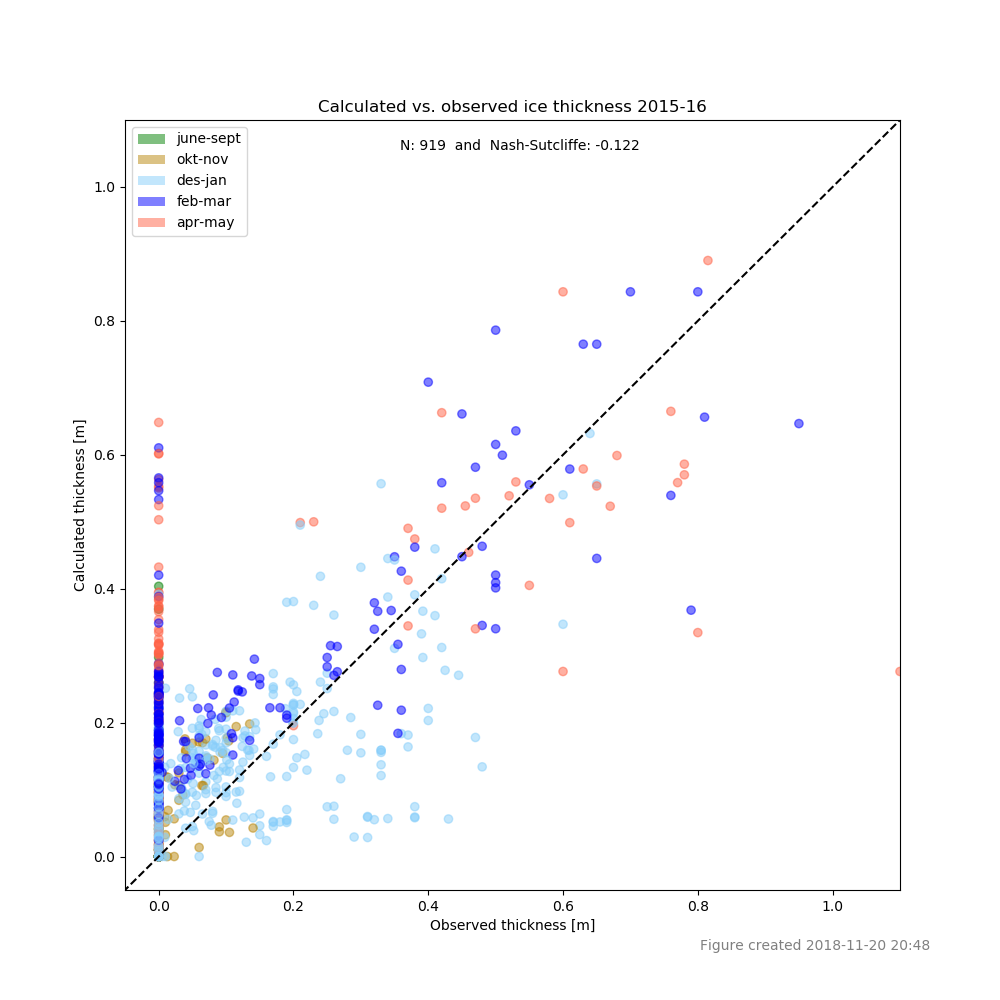 Calculated vs. observed ice thickness 2015-16
N: 919 and Nash-Sutcliffe: -0.122
june-sept
okt-nov
des-jan
feb-mar
apr-may
1.0
0.8
0.6
0.4
0.2
0.0
Calculated thickness [m]
0.0 0.2 0.4 0.6 0.8 1.0
Observed thickness [m]
Figure created 2018-11-20 20:48